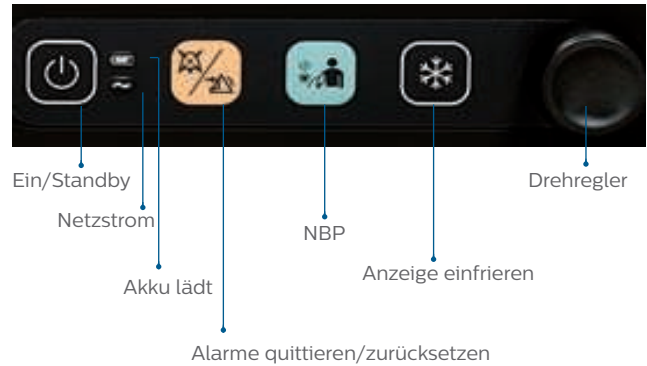 Ein/Standby
Drehregler
Netzstrom
NBP
Anzeige einfrieren
Akku lädt
Alarme quittieren/zurücksetzen